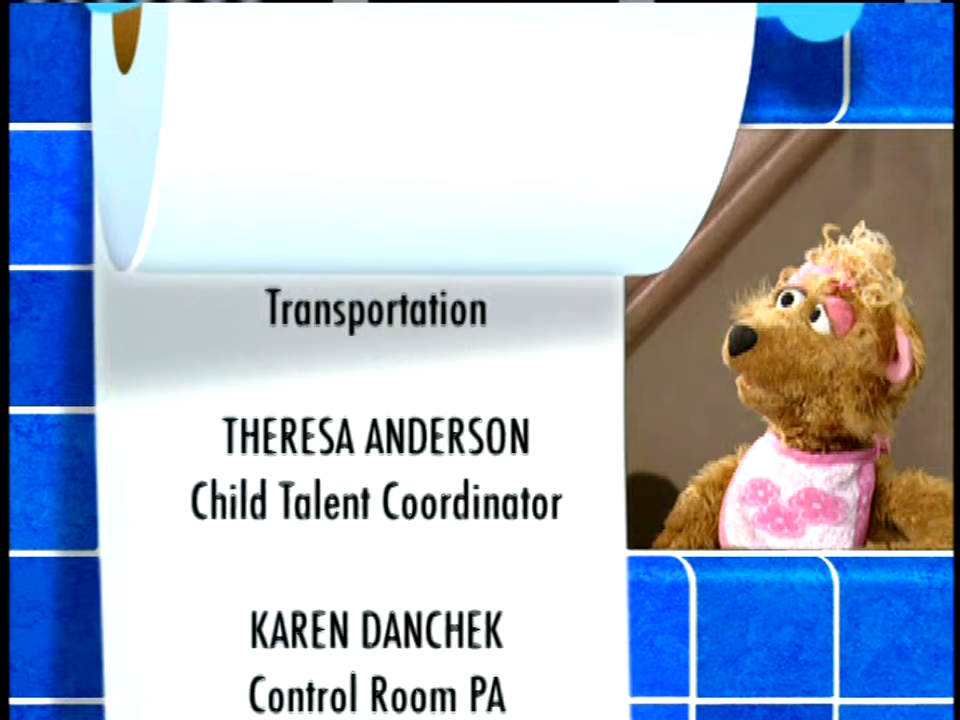 Transportation
THERESA ANDERSON
Child Talent Coordinator
KAREN DANCHEK
Control Room PA